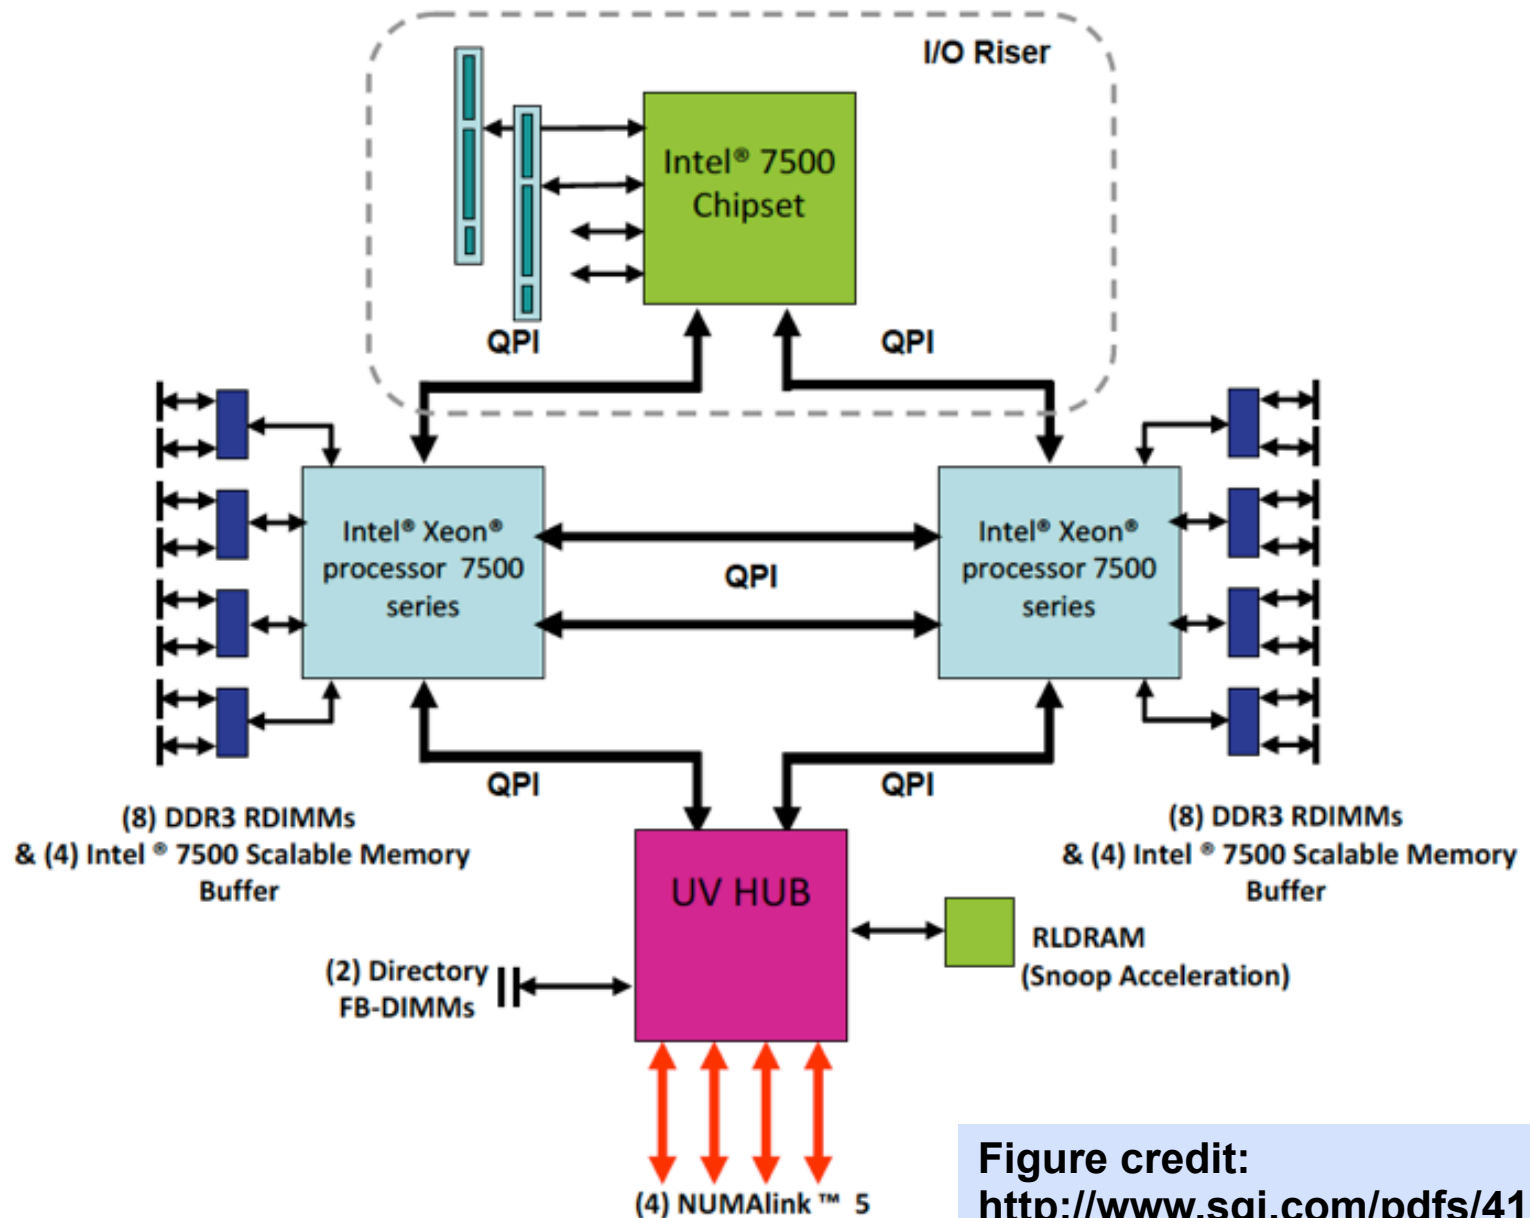 I/O Riser
Intel® 7500
Chipset
QPI
QPI
Intel® Xeon®
processor 7500
series
QPI
Intel® Xeon®
processor 7500
series
QPI
QPI
(8) DDR3 RDIMMs
& (4) Intel ® 7500 Scalable Memory
Buffer
(8) DDR3 RDIMMs
& (4) Intel ® 7500 Scalable Memory
Buffer
UV HUB
RLDRAM
(Snoop Acceleration)
(2) Directory
FB-DIMMs
(4) NUMAlink ™ 5
Figure credit:
http://www.sgi.com/pdfs/41